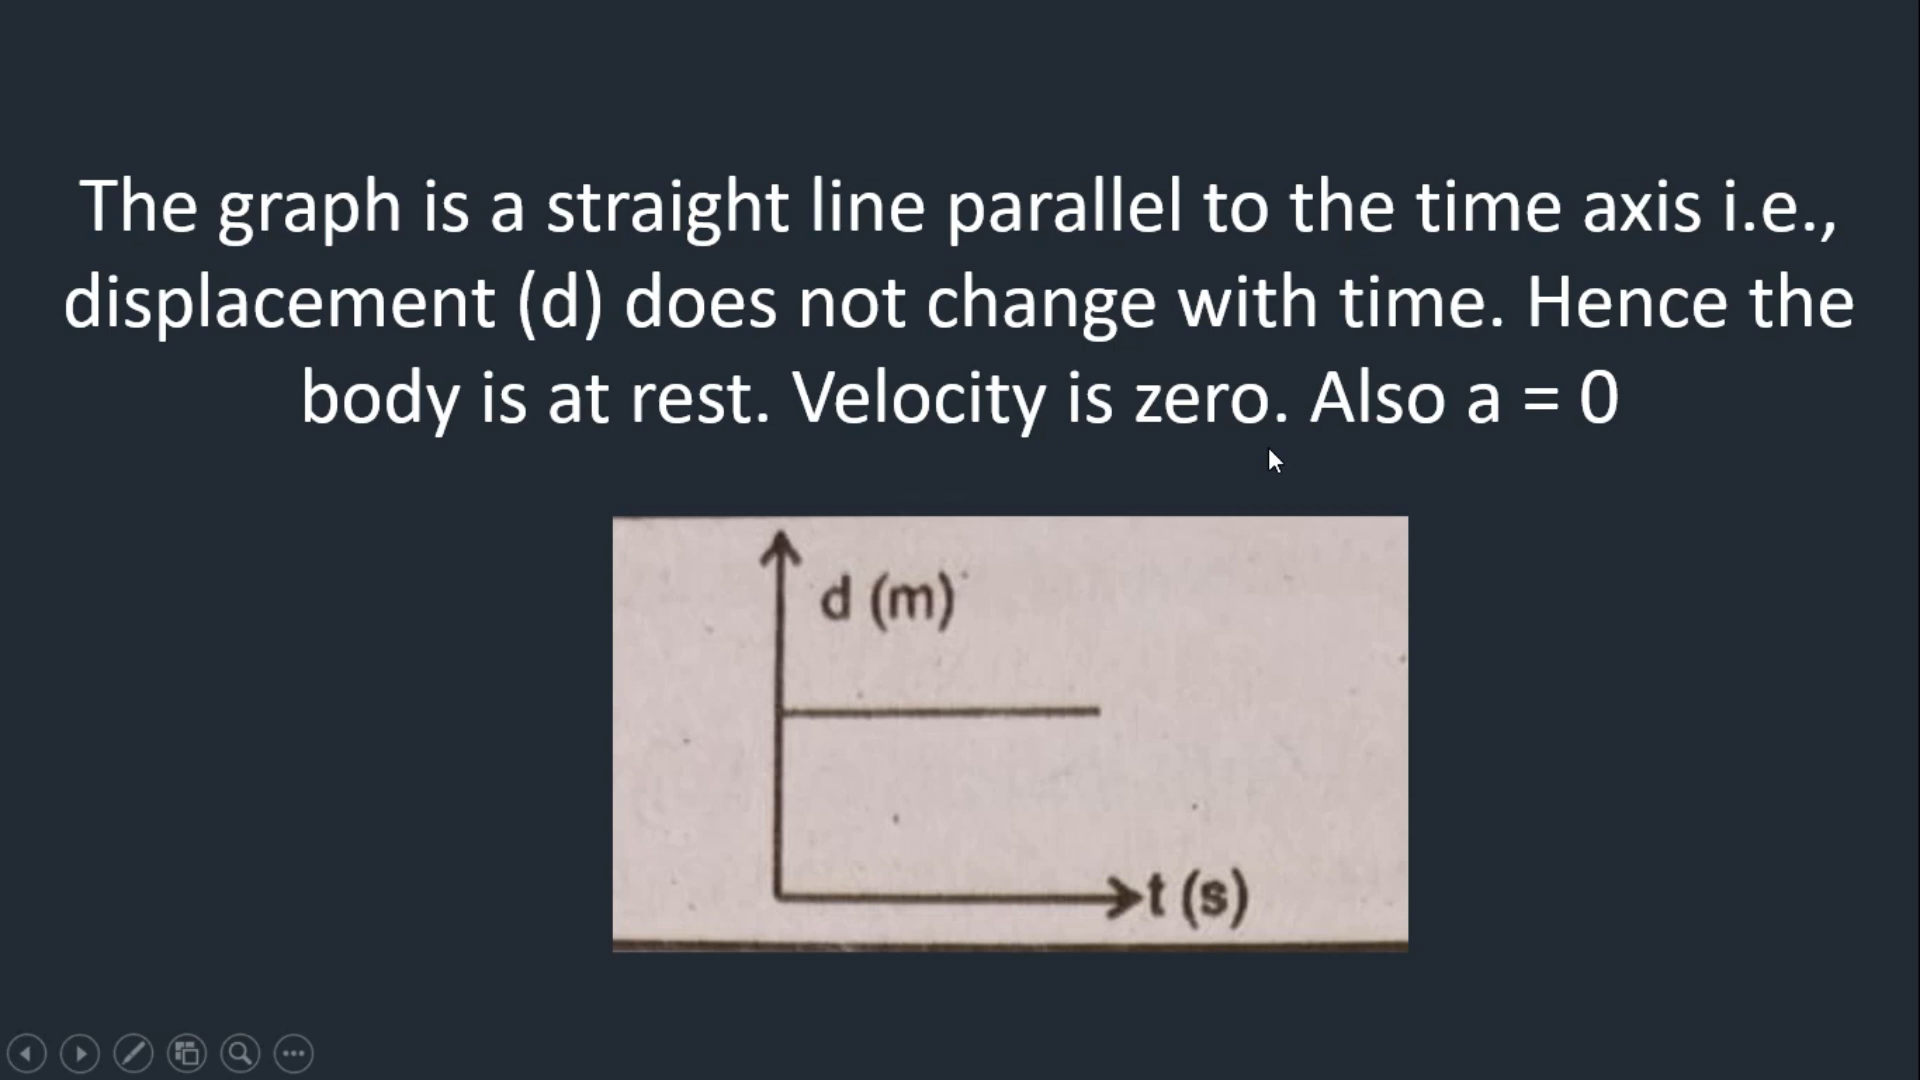 The graph is a straight line parallel to the time axis i.e.,
displacement (d) does not change with time. Hence the
body is at rest. Velocity is zero. Also a = 0
d (m)
t (s)